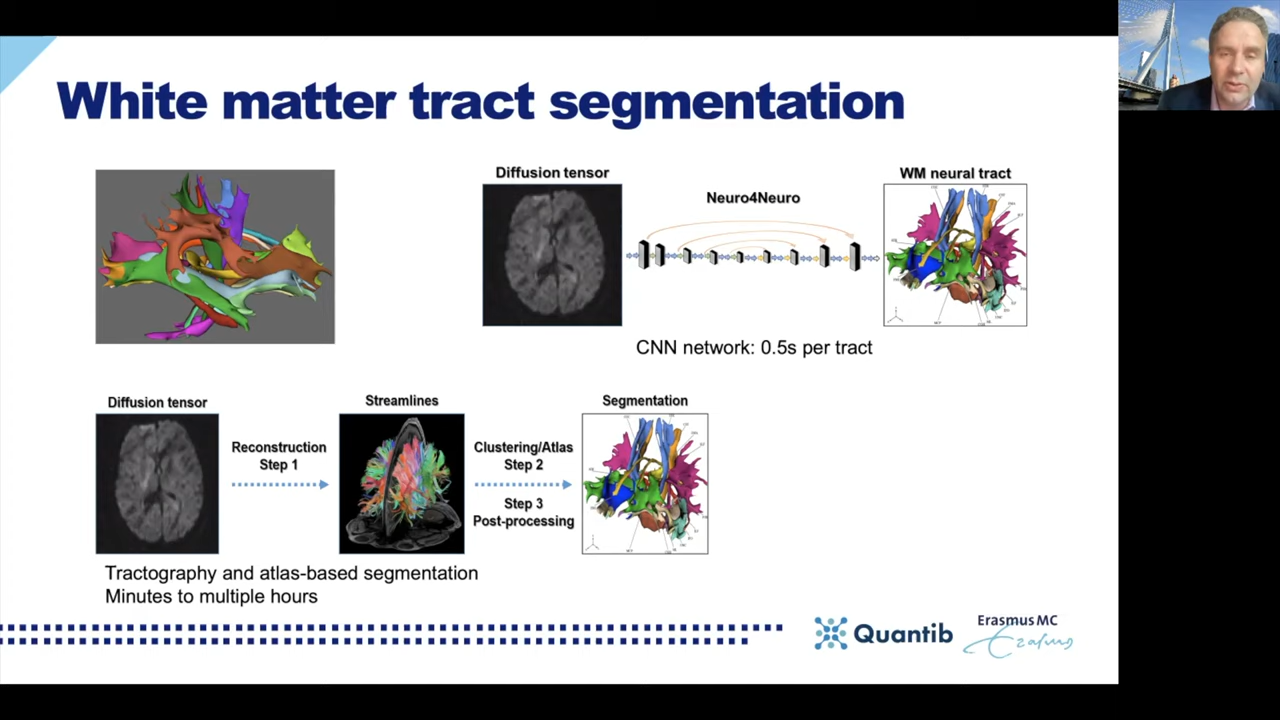 White matter tract segmentation
Diffusion tensor
Neuro4Neuro
WM neural tract
CNN network: 0.5s per tract
Diffusion tensor
Reconstruction
Step 1
Streamlines
Clustering/Atlas
Step 2
Step 3
Post-processing
Segmentation
Tractography and atlas-based segmentation
Minutes to multiple hours
Quantib
Erasmus MC
Erasmus